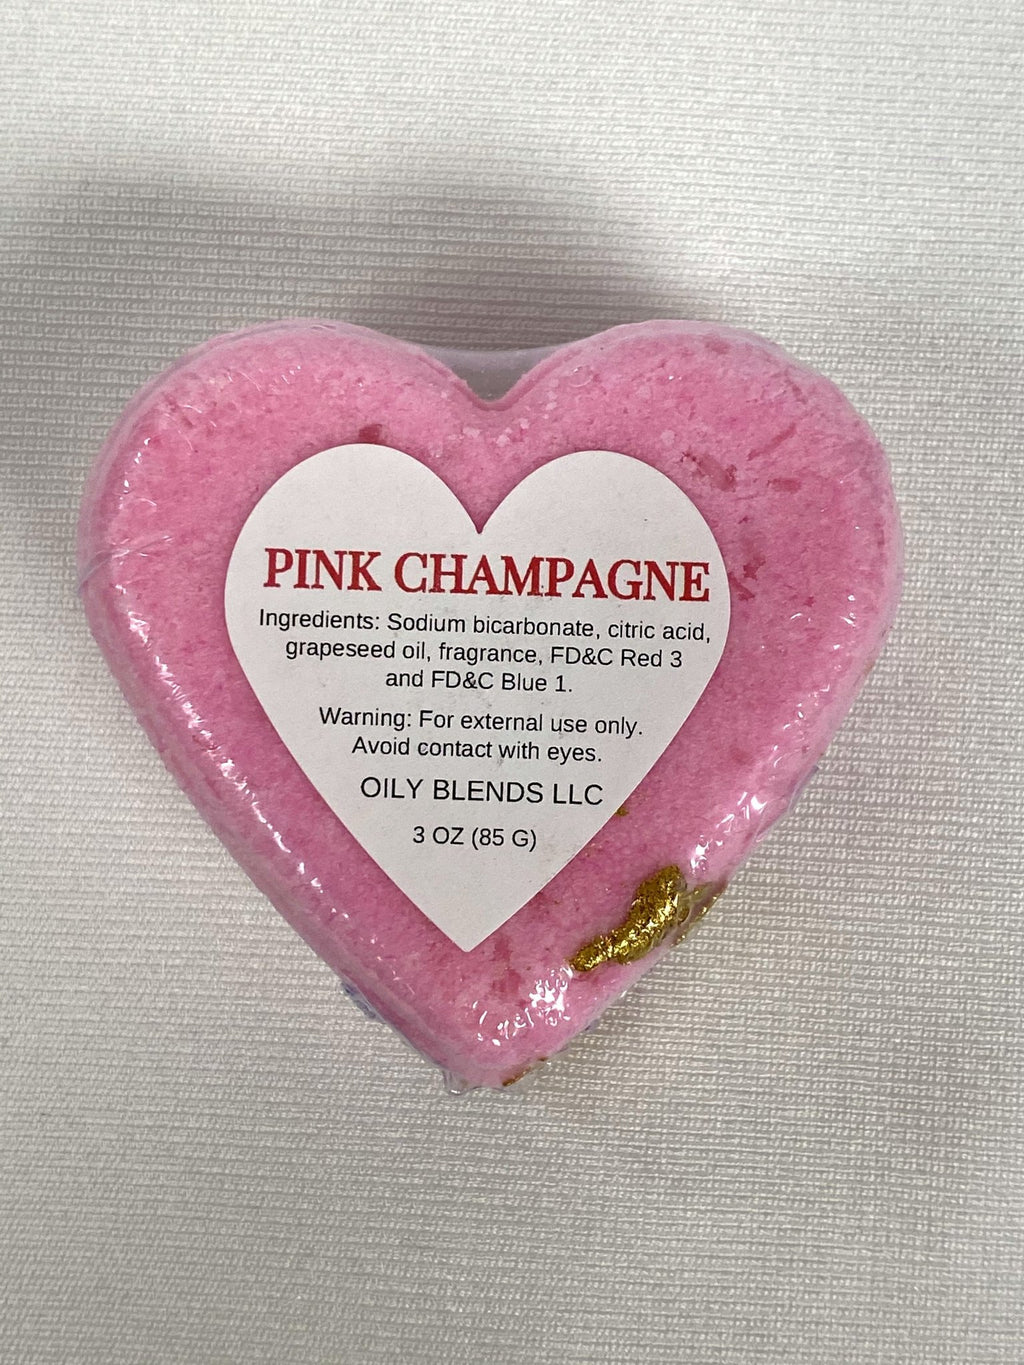 PINK CHAMPAGNE
Ingredients: Sodium bicarbonate, citric acid,
grapeseed oil, fragrance, FD&C Red 3
and FD&C Blue 1.
Warning: For external use only.
Avoid contact with eyes.
OILY BLENDS LLC
3 OZ (85 G)